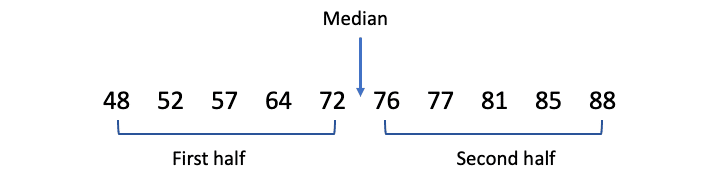 Median
48 52 57 64 72 76 77 81 85 88
First half Second half